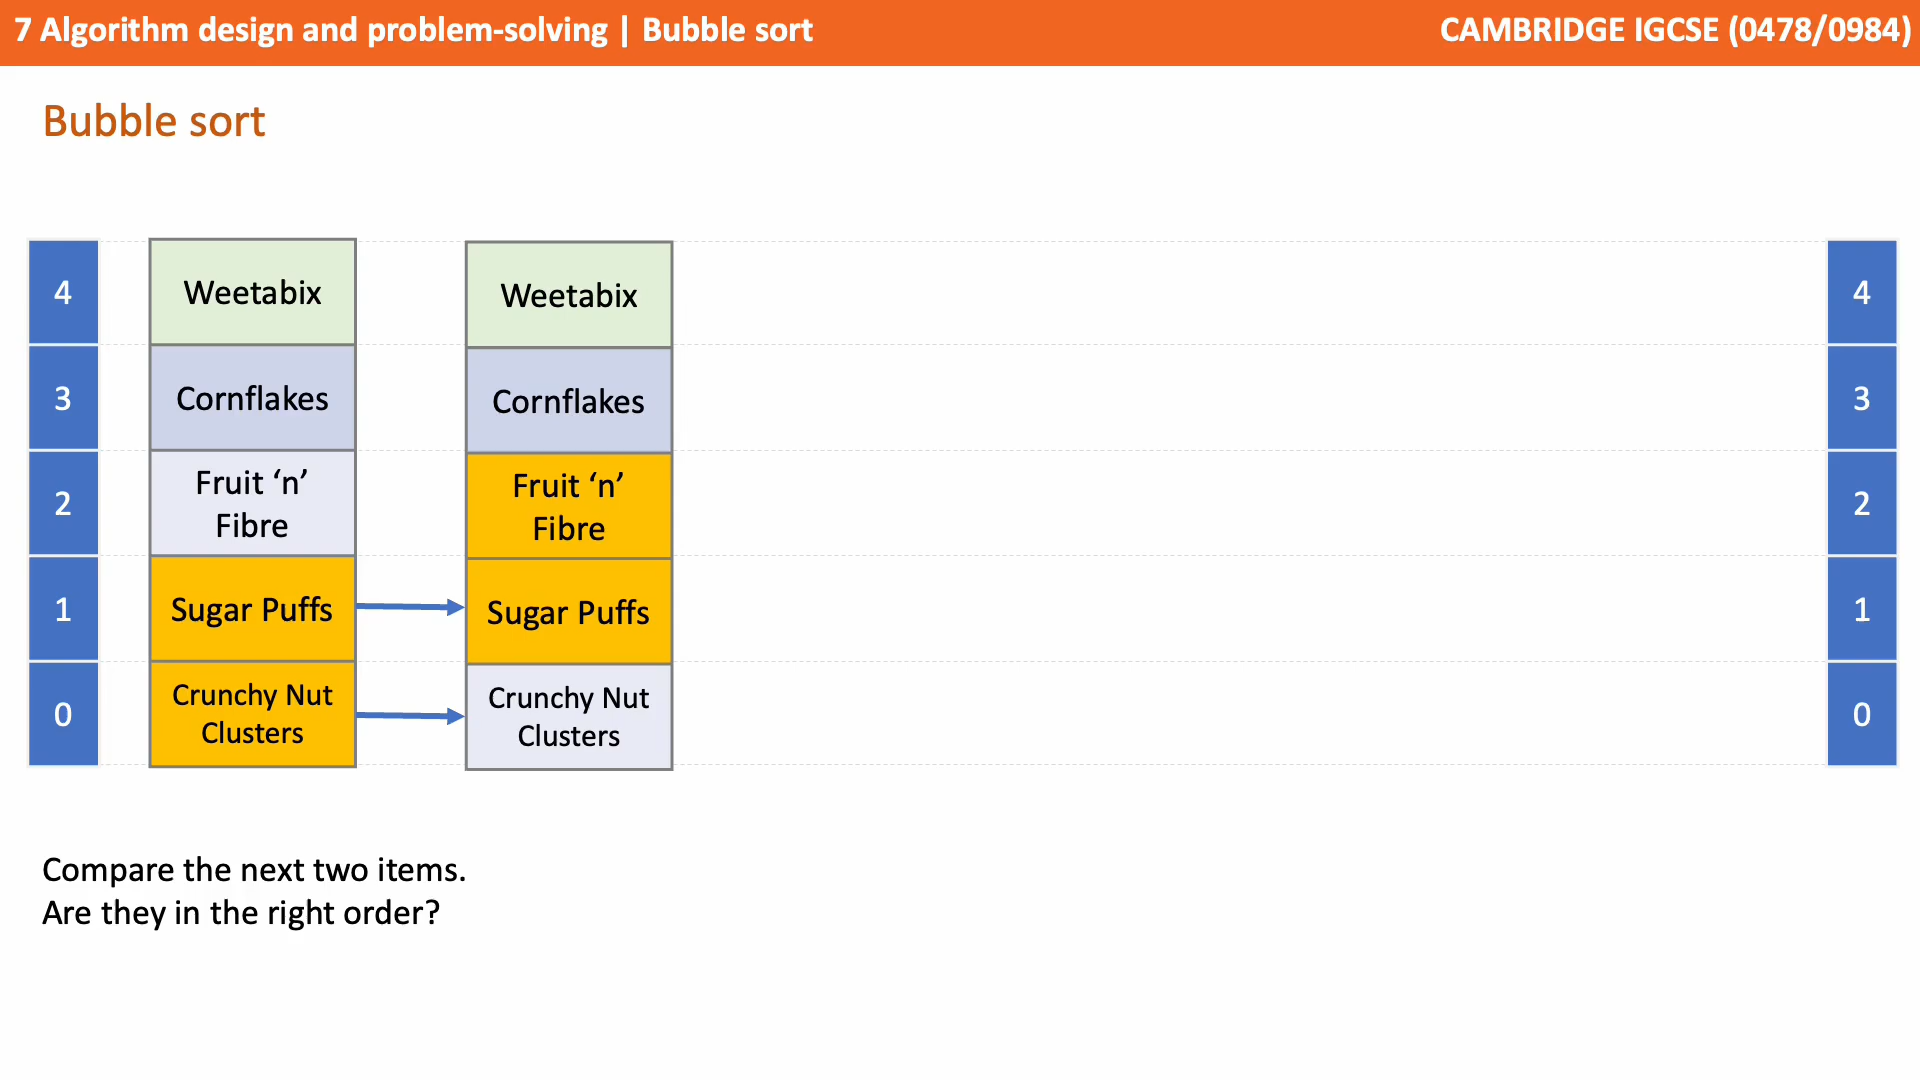 7 Algorithm design and problem-solving | Bubble sort
CAMBRIDGE IGCSE (0478/0984)
Bubble sort
4
Weetabix
Weetabix
4
3
Cornflakes
Cornflakes
3
2
Fruit ‘n’
Fibre
Fruit ‘n’
Fibre
2
1
Sugar Puffs
Sugar Puffs
1
0
Crunchy Nut
Clusters
Crunchy Nut
Clusters
0
Compare the next two items.
Are they in the right order?